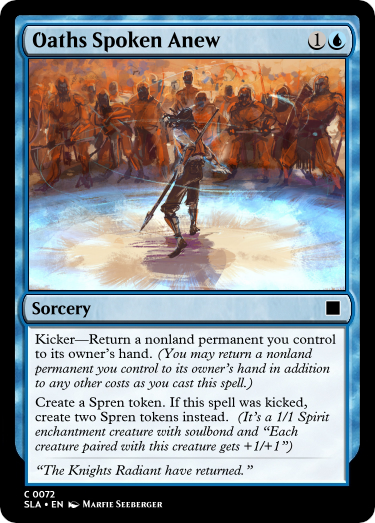 Oaths Spoken Anew
1
Sorcery
Kicker—Return a nonland permanent you control
to its owner's hand. (You may return a nonland
permanent you control to its owner's hand in addition
to any other costs as you cast this spell.)
Create a Spren token. If this spell was kicked,
create two Spren tokens instead. (It's a 1/1 Spirit
enchantment creature with soulbond and “Each
creature paired with this creature gets +1/+1”)
“The Knights Radiant have returned.”
C 0072
SLA • EN Marfie Seeberger